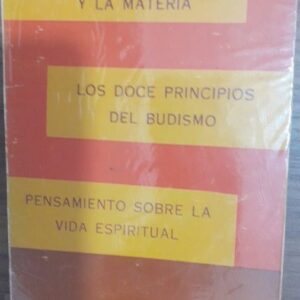 Y LA MATERIA
LOS DOCE PRINCIPIOS
DEL BUDISMO
PENSAMIENTO SOBRE LA
VIDA ESPIRITUAL